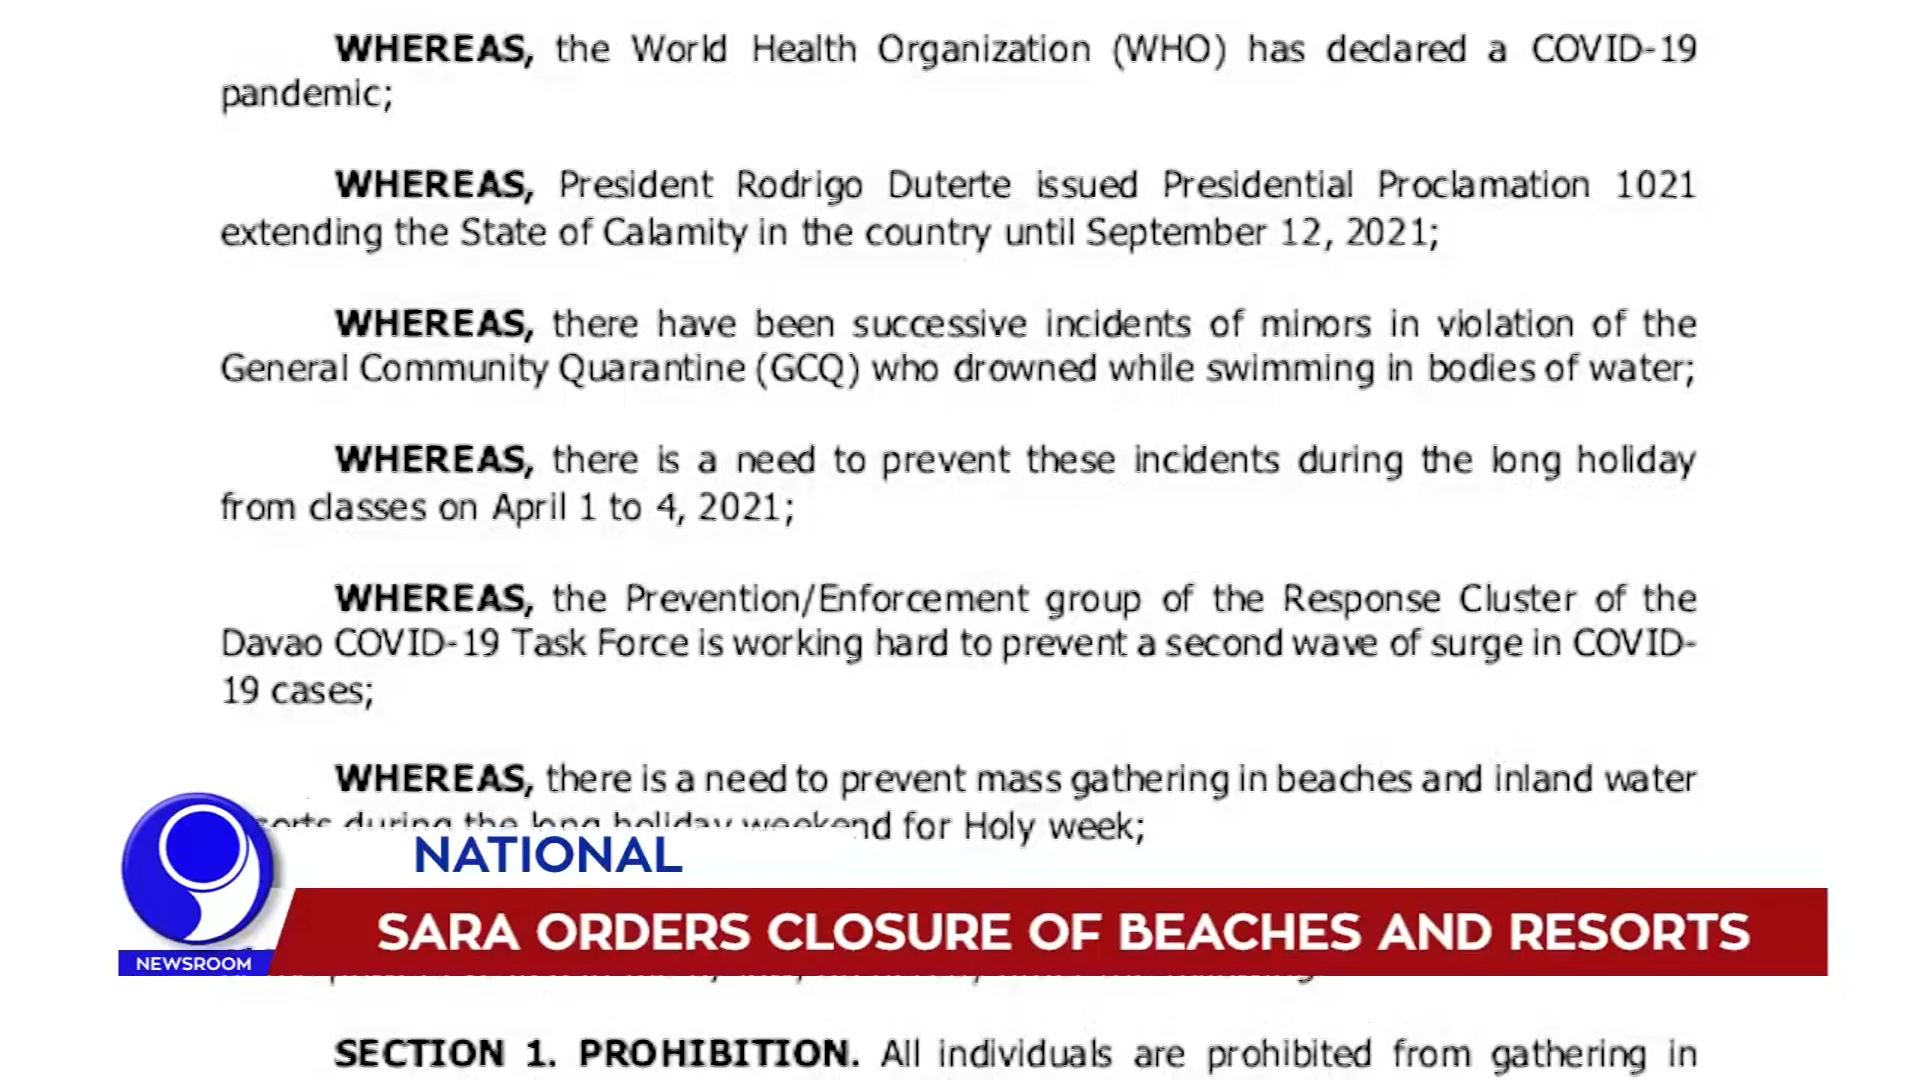 WHEREAS, the World Health Organization (WHO) has declared a COVID-19
pandemic;
WHEREAS, President Rodrigo Duterte issued Presidential Proclamation 1021
extending the State of Calamity in the country until September 12, 2021;
WHEREAS, there have been successive incidents of minors in violation of the
General Community Quarantine (GCQ) who drowned while swimming in bodies of water;
WHEREAS, there is a need to prevent these incidents during the long holiday
from classes on April 1 to 4, 2021;
WHEREAS, the Prevention/Enforcement group of the Response Cluster of the
Davao COVID-19 Task Force is working hard to prevent a second wave of surge in COVID-
19 cases;
WHEREAS, there is a need to prevent mass gathering in beaches and inland water
during the long holiday weekend for Holy week;
NATIONAL
SARA ORDERS CLOSURE OF BEACHES AND RESORTS
NEWSROOM
SECTION 1. PROHIBITION. All individuals are prohibited from gathering in